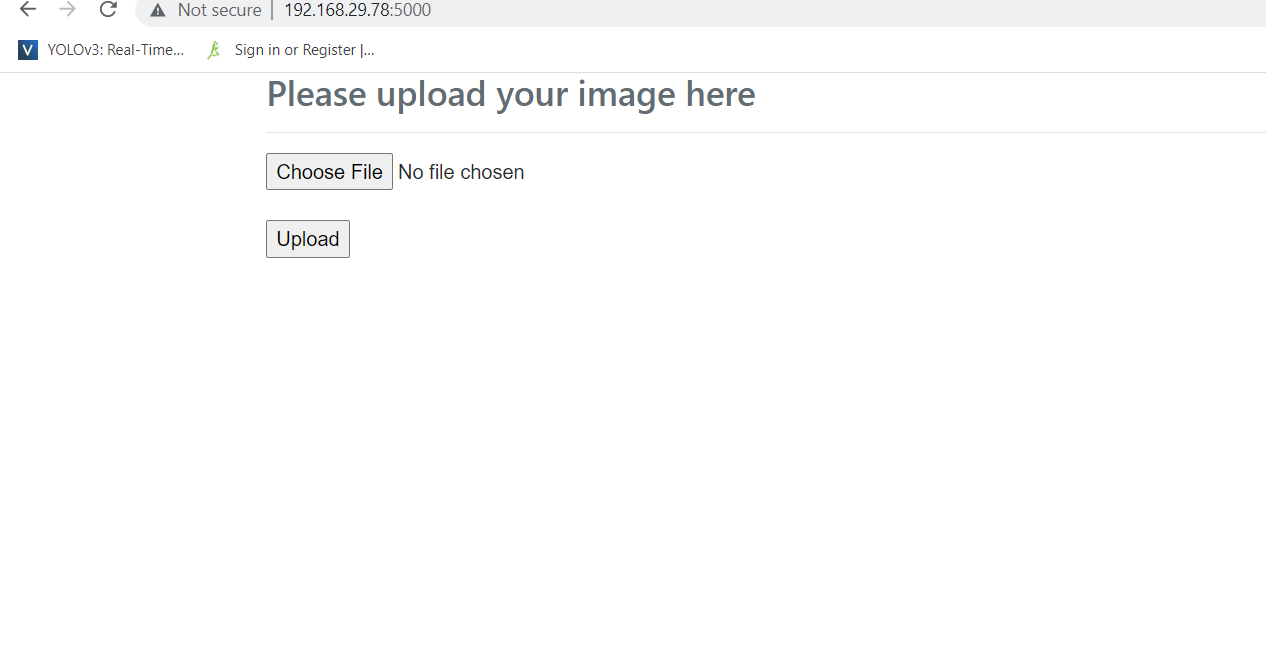 Not secure | 192.168.29.78:5000
V YOLOv3: Real-Time... Sign in or Register |...
Please upload your image here
Choose File No file chosen
Upload